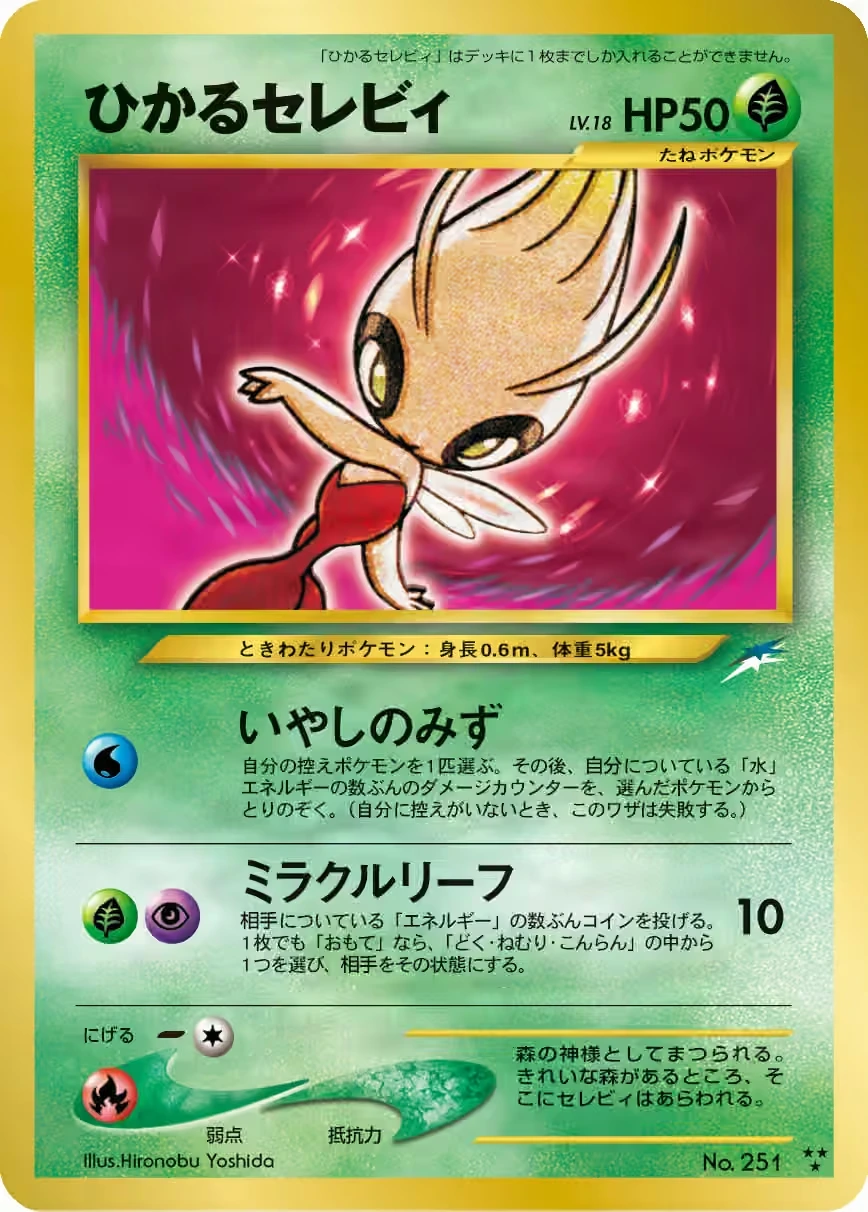 「ひかるセレビィ」はデッキに1枚までしか入れることができません。
ひかるセレビィ LV.18 HP50
たねポケモン
ときわたりポケモン：身長0.6m、体重5kg
いやしのみず
自分の控えポケモンを1匹選ぶ。その後、自分についている「水」
エネルギーの数ぶんのダメージカウンターを、選んだポケモンから
とりのぞく。（自分に控えがいないとき、このワザは失敗する。）
ミラクルリーフ 10
相手についている「エネルギー」の数ぶんコインを投げる。
1枚でも「おもて」なら、「どく・ねむり・こんらん」の中から
1つを選び、相手をその状態にする。
にげる
森の神様としてまつられる。
きれいな森があるところ、そ
こにセレビィはあらわれる。
弱点 抵抗力
Illus.Hironobu Yoshida No. 251